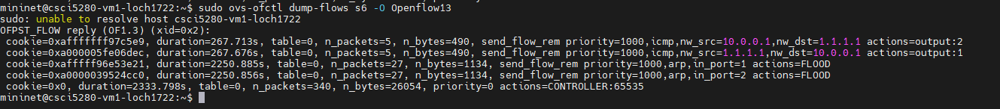 mininet@csci5280-vm1-loch1722:~$ sudo ovs-ofctl dump-flows s6 -O Openflow13
sudo: unable to resolve host csci5280-vm1-loch1722
OFPST_FLOW reply (OF1.3) (xid=0x2):
 cookie=0xafffffff97c5e9, duration=267.713s, table=0, n_packets=5, n_bytes=490, send_flow_rem priority=1000,icmp,nw_src=10.0.0.1,nw_dst=1.1.1.1 actions=output:2
 cookie=0xa000005fe06dec, duration=267.676s, table=0, n_packets=5, n_bytes=490, send_flow_rem priority=1000,icmp,nw_src=1.1.1.1,nw_dst=10.0.0.1 actions=output:1
 cookie=0xafffff96e53e21, duration=2250.885s, table=0, n_packets=27, n_bytes=1134, send_flow_rem priority=1000,arp,in_port=1 actions=FLOOD
 cookie=0xa0000039524cc0, duration=2250.856s, table=0, n_packets=27, n_bytes=1134, send_flow_rem priority=1000,arp,in_port=2 actions=FLOOD
 cookie=0x0, duration=2333.798s, table=0, n_packets=340, n_bytes=26054, priority=0 actions=CONTROLLER:65535
mininet@csci5280-vm1-loch1722:~$